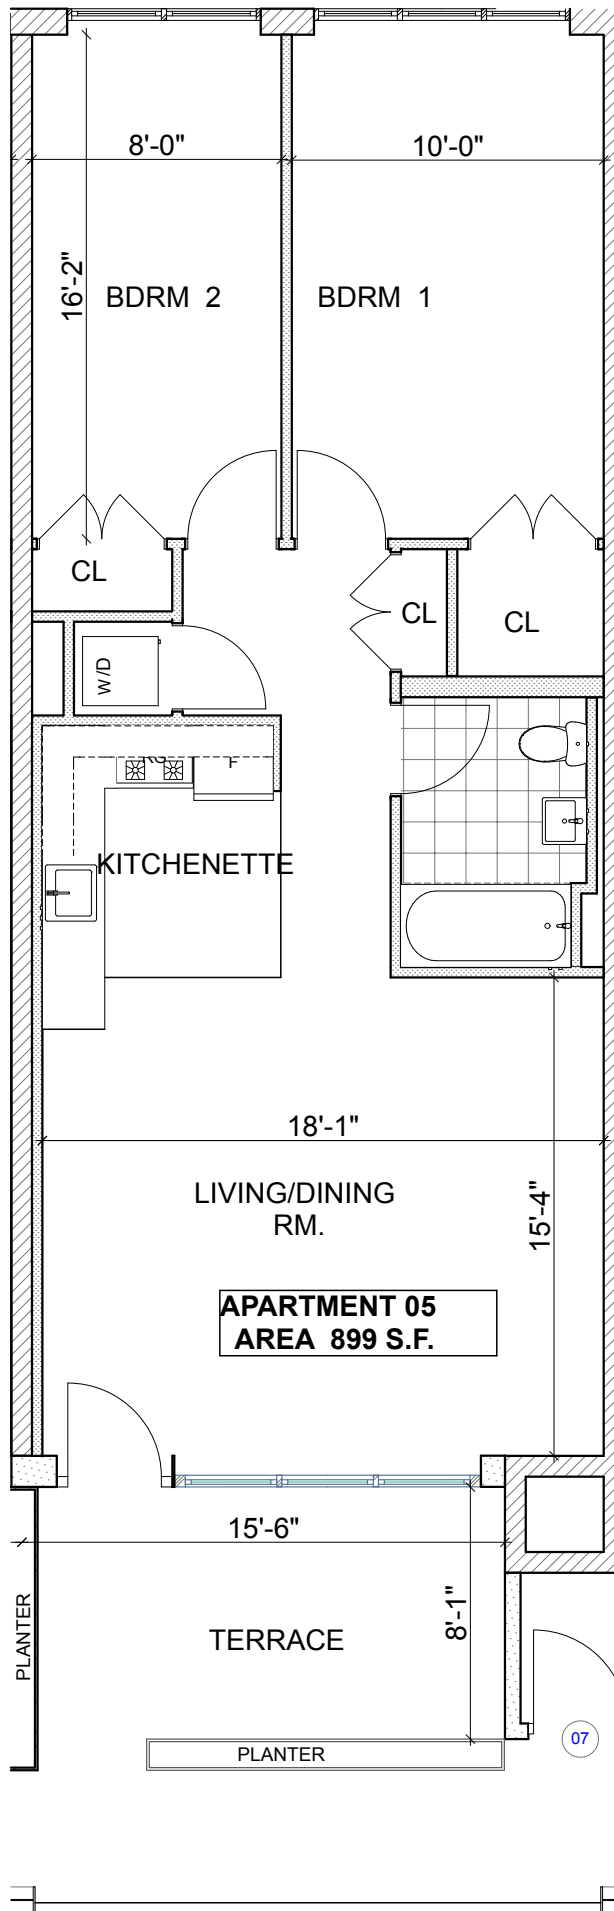 8'-0"
10'-0"
16'-2"
BDRM 2
BDRM 1
CL
CL
CL
W/D
F
KITCHENETTE
18'-1"
LIVING/DINING
RM.
15'-4"
APARTMENT 05
AREA 899 S.F.
15'-6"
8'-1"
PLANTER
TERRACE
07
PLANTER